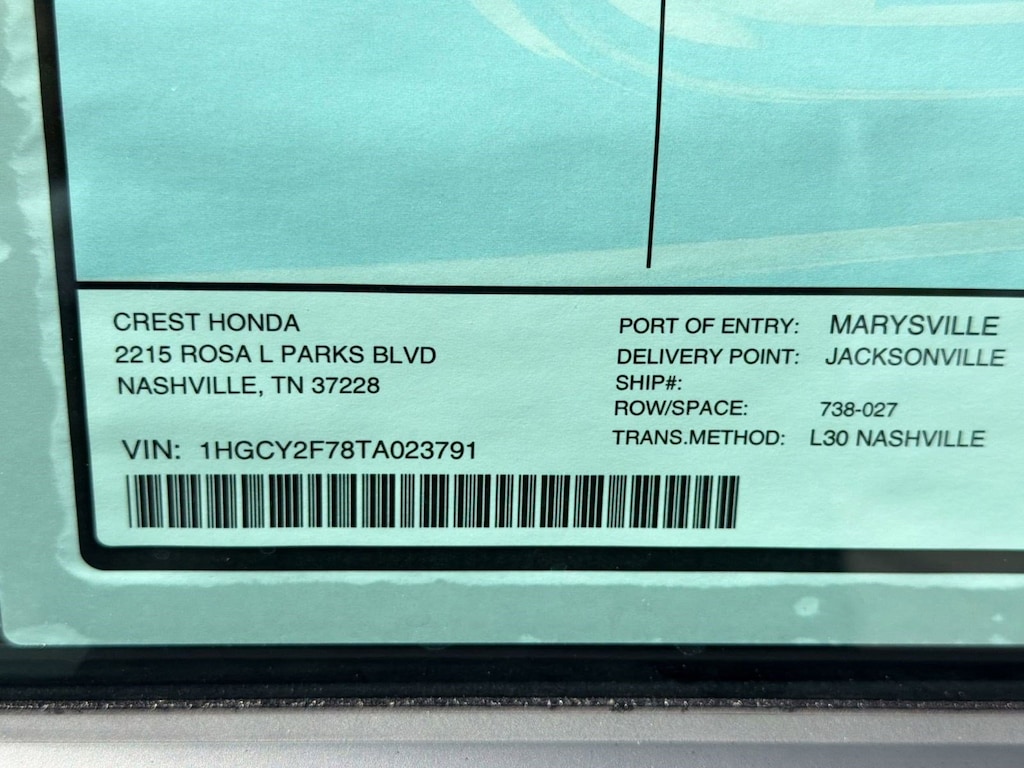 CREST HONDA
2215 ROSA L PARKS BLVD
NASHVILLE, TN 37228
VIN: 1HGCY2F78TA023791
PORT OF ENTRY: MARYSVILLE
DELIVERY POINT: JACKSONVILLE
SHIP#:
ROW/SPACE: 738-027
TRANS.METHOD: L30 NASHVILLE